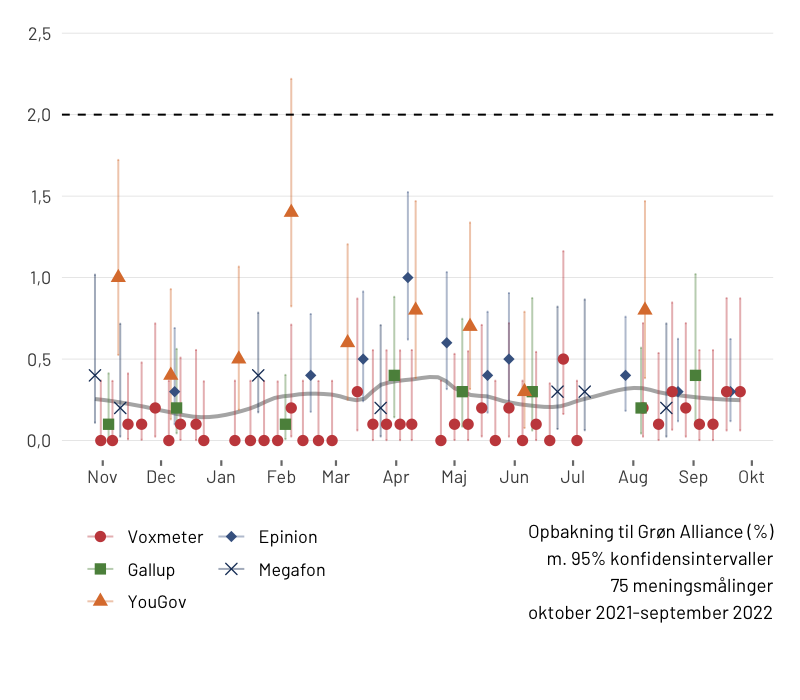 2,5
2,0
1,5
1,0
0,5
0,0
Nov Dec Jan Feb Mar Apr Maj Jun Jul Aug Sep Okt
Voxmeter Epinion
Gallup Megafon
YouGov
Opbakning til Grøn Alliance (%)
m. 95% konfidensintervaller
75 meningsmålinger
oktober 2021-september 2022